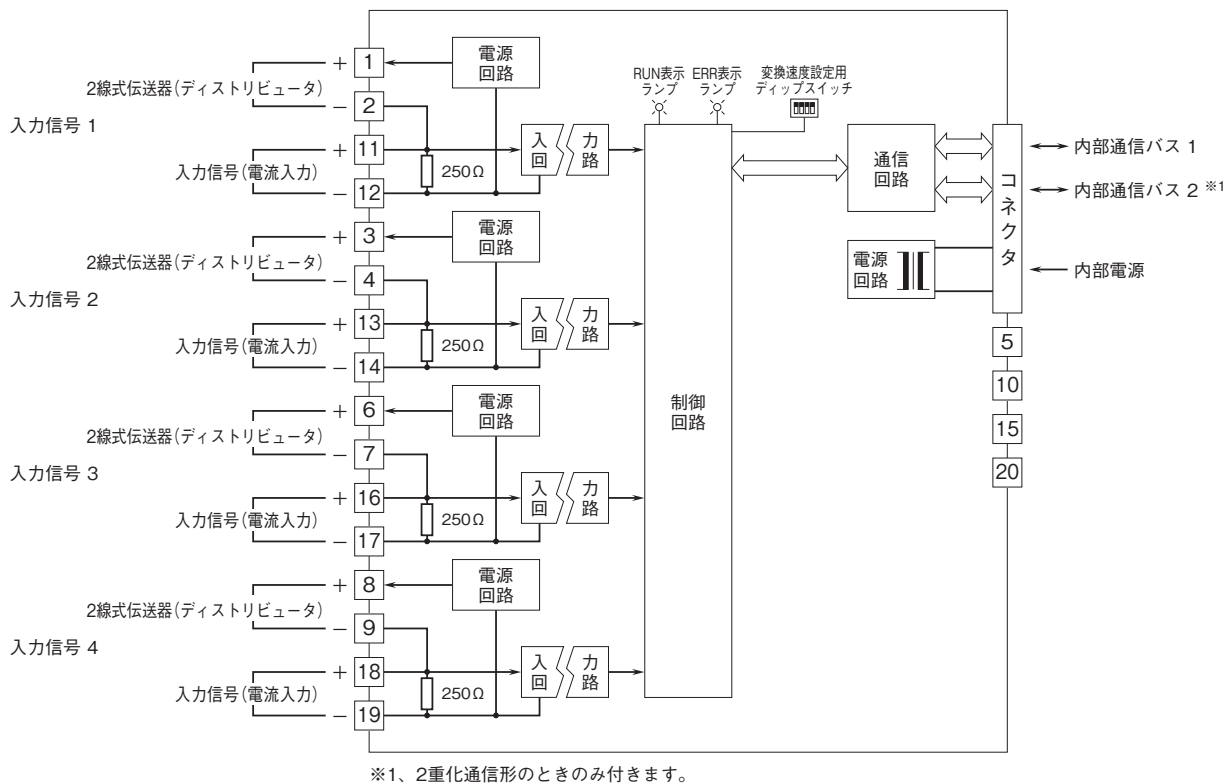 入力信号 1
2線式伝送器(ディストリビュータ)
+
1
−
2
入力信号(電流入力)
+
11
−
12
電源
回路
250Ω
入力
回路
入力信号 2
2線式伝送器(ディストリビュータ)
+
3
−
4
入力信号(電流入力)
+
13
−
14
電源
回路
250Ω
入力
回路
入力信号 3
2線式伝送器(ディストリビュータ)
+
6
−
7
入力信号(電流入力)
+
16
−
17
電源
回路
250Ω
入力
回路
入力信号 4
2線式伝送器(ディストリビュータ)
+
8
−
9
入力信号(電流入力)
+
18
−
19
電源
回路
250Ω
入力
回路
RUN表示
ランプ
ERR表示
ランプ
変換速度設定用
ディップスイッチ
制御
回路
通信
回路
電源
回路
コネクタ
内部通信バス 1
内部通信バス 2 ※1
内部電源
5
10
15
20
※1、2重化通信形のときのみ付きます。